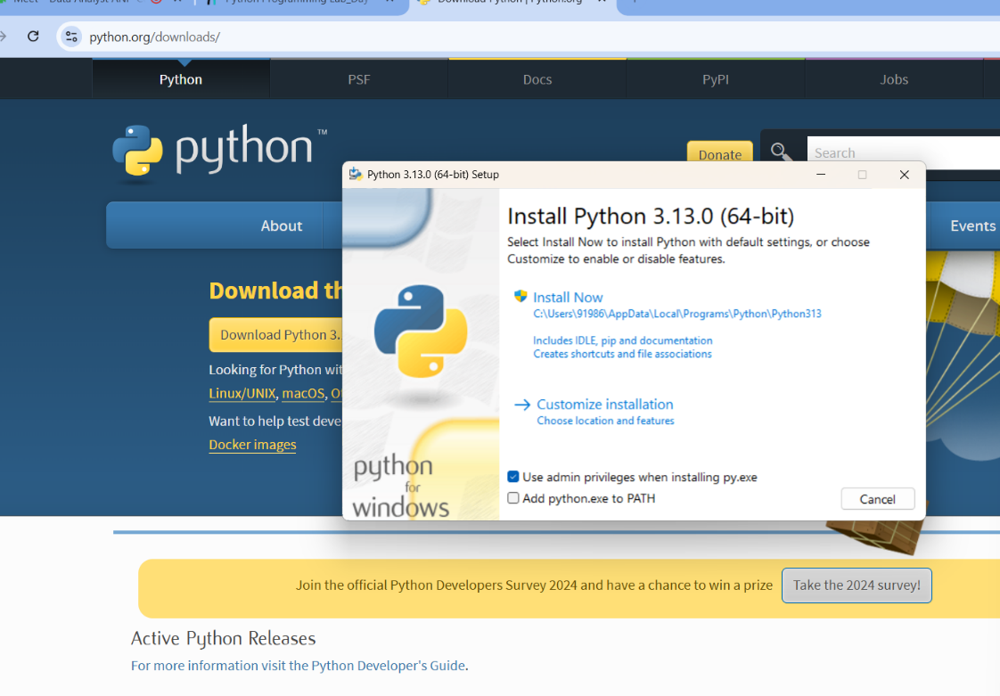 Python Programming Lab_Day
Download Python | Python.org
python.org/downloads/
Python
PSF
Docs
PyPI
Jobs
python™
Donate
Search
About
Events
Python 3.13.0 (64-bit) Setup
Install Python 3.13.0 (64-bit)
Select Install Now to install Python with default settings, or choose
Customize to enable or disable features.
Install Now
C:\Users\91986\AppData\Local\Programs\Python\Python313
Includes IDLE, pip and documentation
Creates shortcuts and file associations
Customize installation
Choose location and features
Use admin privileges when installing py.exe
Add python.exe to PATH
Cancel
python
for
windows
Download th
Download Python 3.
Looking for Python wit
Linux/UNIX, macOS, O
Want to help test deve
Docker images
Join the official Python Developers Survey 2024 and have a chance to win a prize
Take the 2024 survey!
Active Python Releases
For more information visit the Python Developer's Guide.